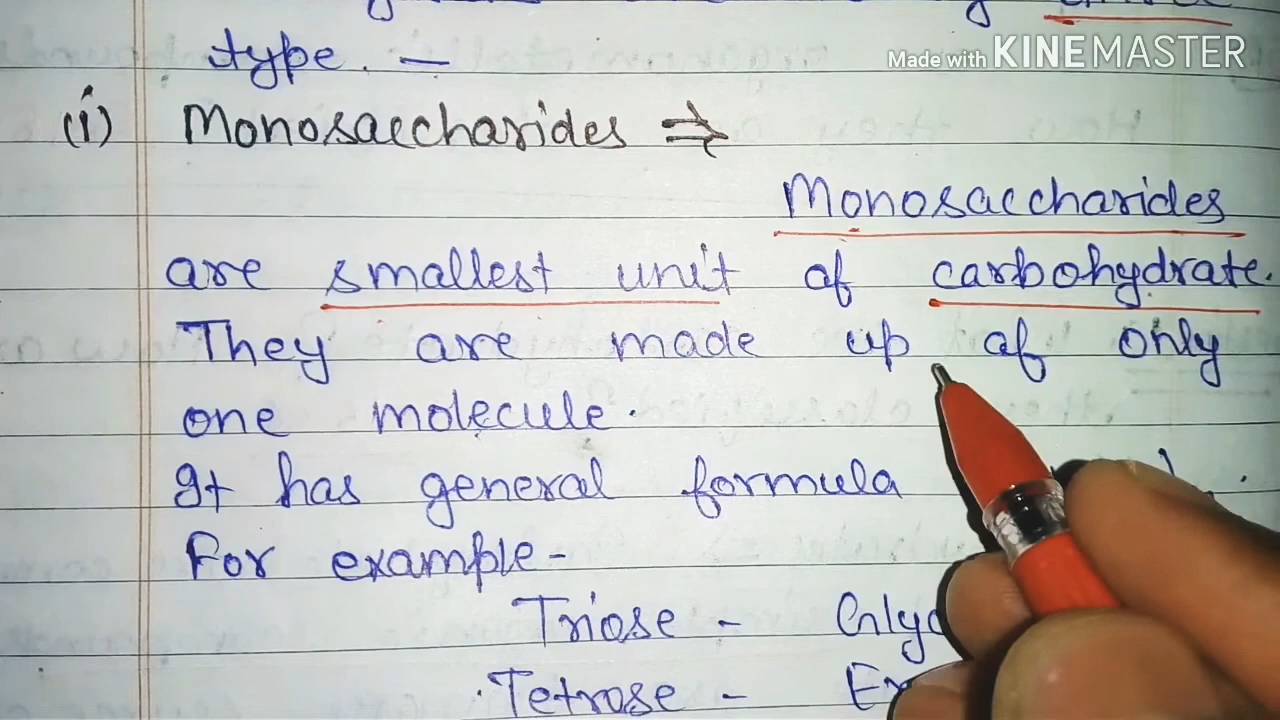 type. –
Made with KINEMASTER
(i) Monosaccharides ⇒
Monosaccharides
are smallest unit of carbohydrate.
They are made up of only
one molecule.
It has general formula
For example-
Triose -
Tetrose -